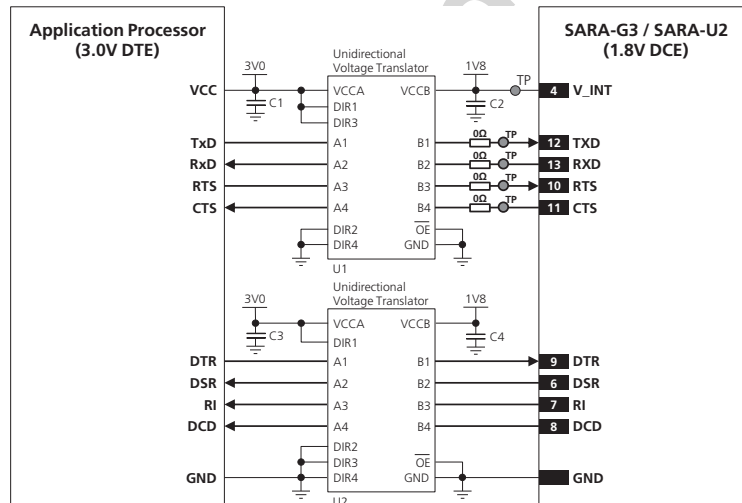 Application Processor
(3.0V DTE)
SARA-G3 / SARA-U2
(1.8V DCE)
Unidirectional
Voltage Translator
3V0
1V8
TP
VCC
C1
VCCA
VCCB
C2
4 V_INT
DIR1
DIR3
TxD
A1
B1
0Ω
TP
12 TXD
RxD
A2
B2
0Ω
TP
13 RXD
RTS
A3
B3
0Ω
TP
10 RTS
CTS
A4
B4
0Ω
TP
11 CTS
DIR2
OE
DIR4
GND
U1
Unidirectional
Voltage Translator
3V0
1V8
C3
VCCA
VCCB
C4
DIR1
DTR
A1
B1
9 DTR
DSR
A2
B2
6 DSR
RI
A3
B3
7 RI
DCD
A4
B4
8 DCD
DIR2
DIR3
OE
GND
DIR4
GND
GND
U2